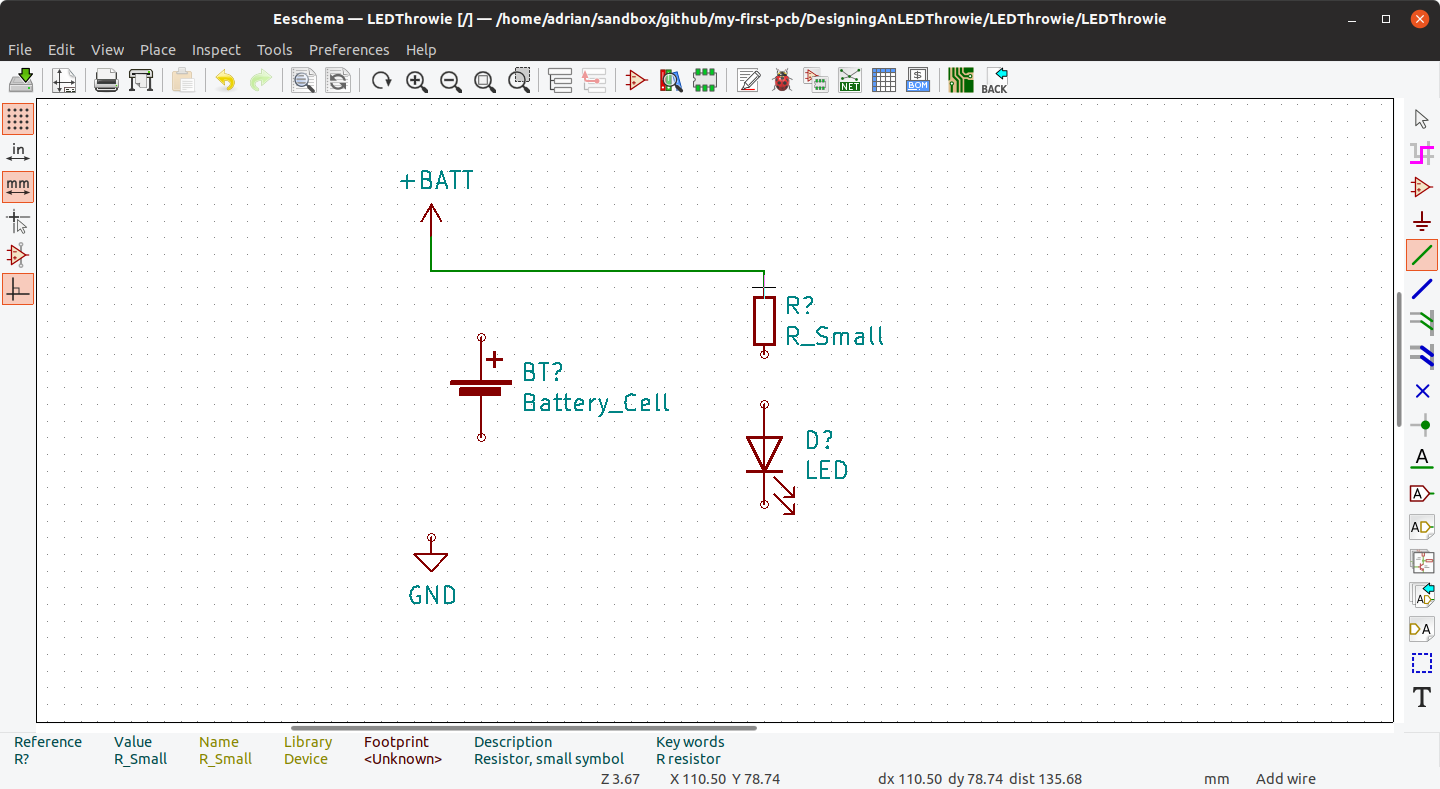 Eeschema — LEDThrowie [/] — /home/adrian/sandbox/github/my-first-pcb/DesigningAnLEDThrowie/LEDThrowie/LEDThrowie
File Edit View Place Inspect Tools Preferences Help
NET
$
BOM
BACK
in
mm
+BATT
R?
R_Small
+
BT?
Battery_Cell
D?
LED
GND
A
A
AD
AD
DA
T
Reference Value Name Library Footprint Description Key words
R? R_Small R_Small Device <Unknown> Resistor, small symbol R resistor
Z 3.67 X 110.50 Y 78.74 dx 110.50 dy 78.74 dist 135.68 mm Add wire